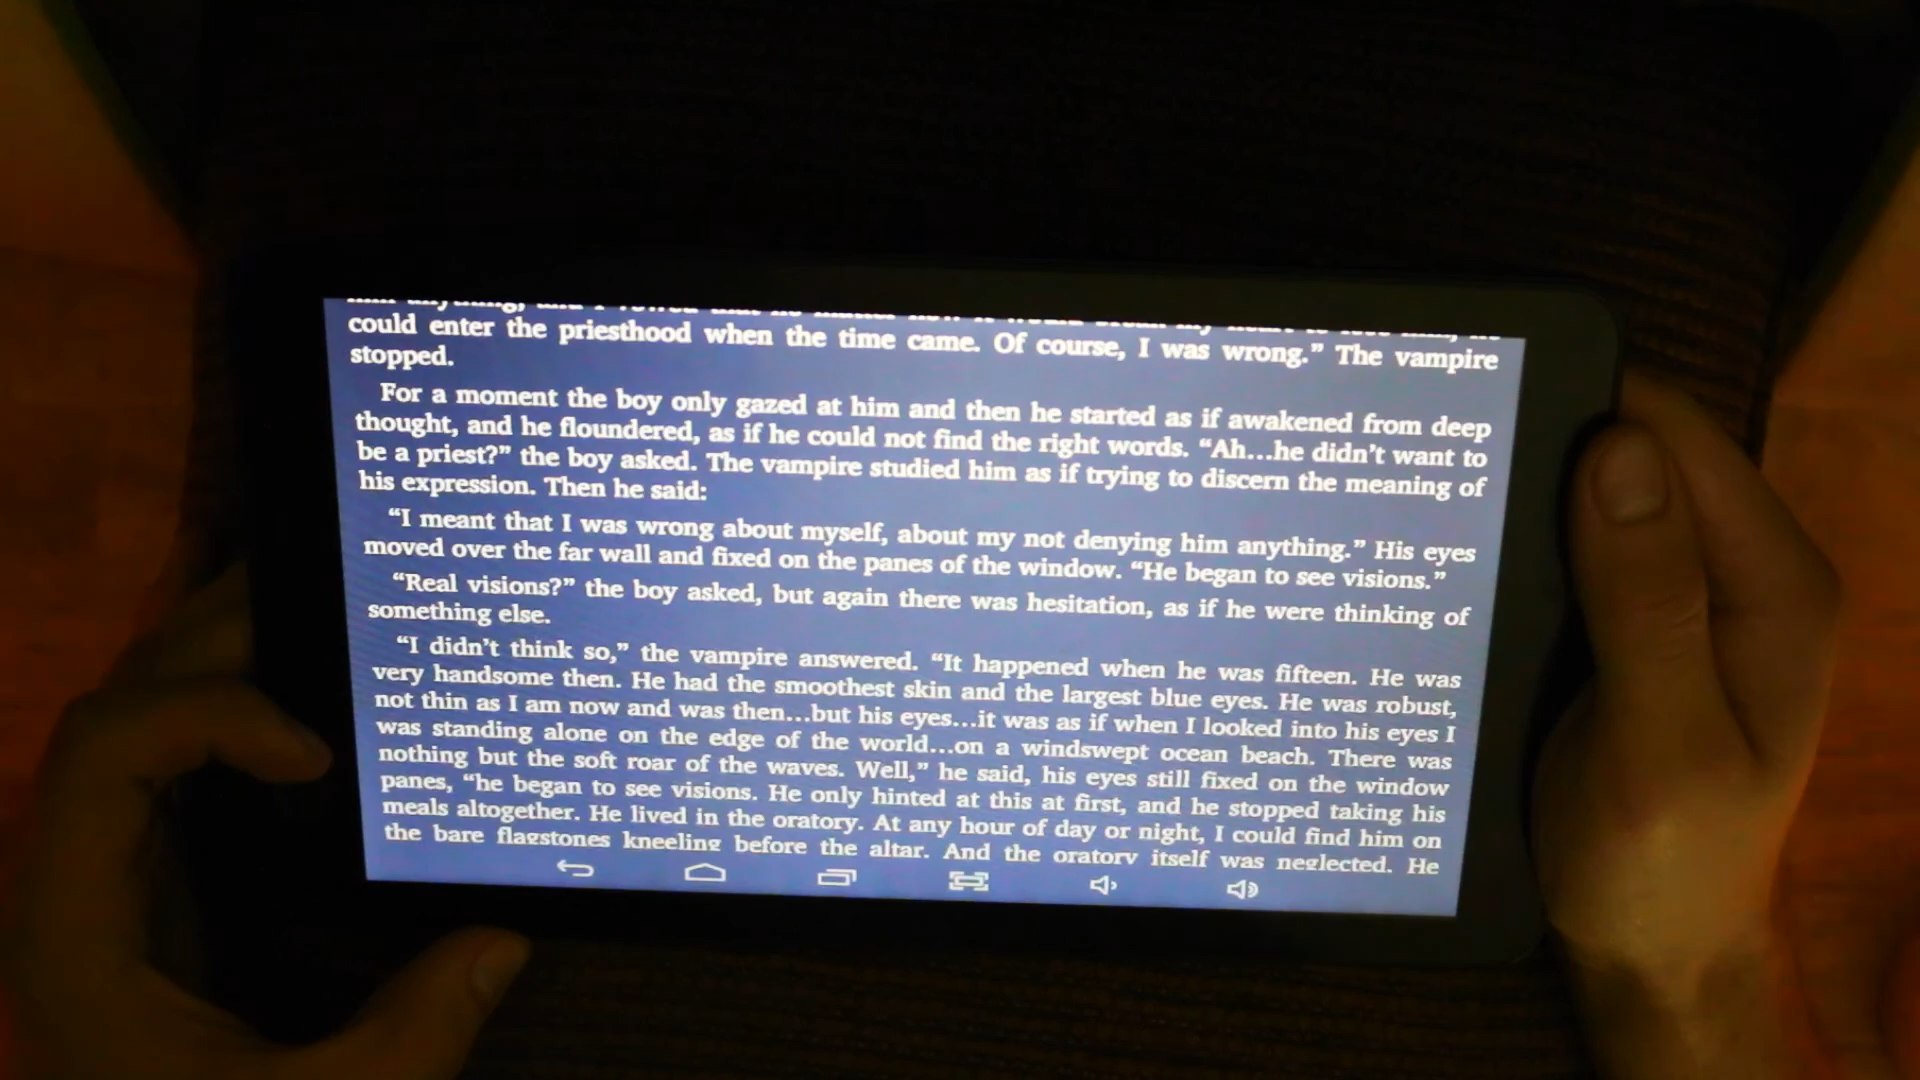 could enter the priesthood when the time came. Of course, I was wrong.” The vampire
stopped.
For a moment the boy only gazed at him and then he started as if awakened from deep
thought, and he floundered, as if he could not find the right words. “Ah...he didn’t want to
be a priest?” the boy asked. The vampire studied him as if trying to discern the meaning of
his expression. Then he said:
“I meant that I was wrong about myself, about my not denying him anything.” His eyes
moved over the far wall and fixed on the panes of the window. “He began to see visions.”
“Real visions?” the boy asked, but again there was hesitation, as if he were thinking of
something else.
“I didn’t think so,” the vampire answered. “It happened when he was fifteen. He was
very handsome then. He had the smoothest skin and the largest blue eyes. He was robust,
not thin as I am now and was then...but his eyes...it was as if when I looked into his eyes I
was standing alone on the edge of the world...on a windswept ocean beach. There was
nothing but the soft roar of the waves. Well,” he said, his eyes still fixed on the window
panes, “he began to see visions. He only hinted at this at first, and he stopped taking his
meals altogether. He lived in the oratory. At any hour of day or night, I could find him on
the bare flagstones kneeling before the altar. And the oratory itself was neglected. He